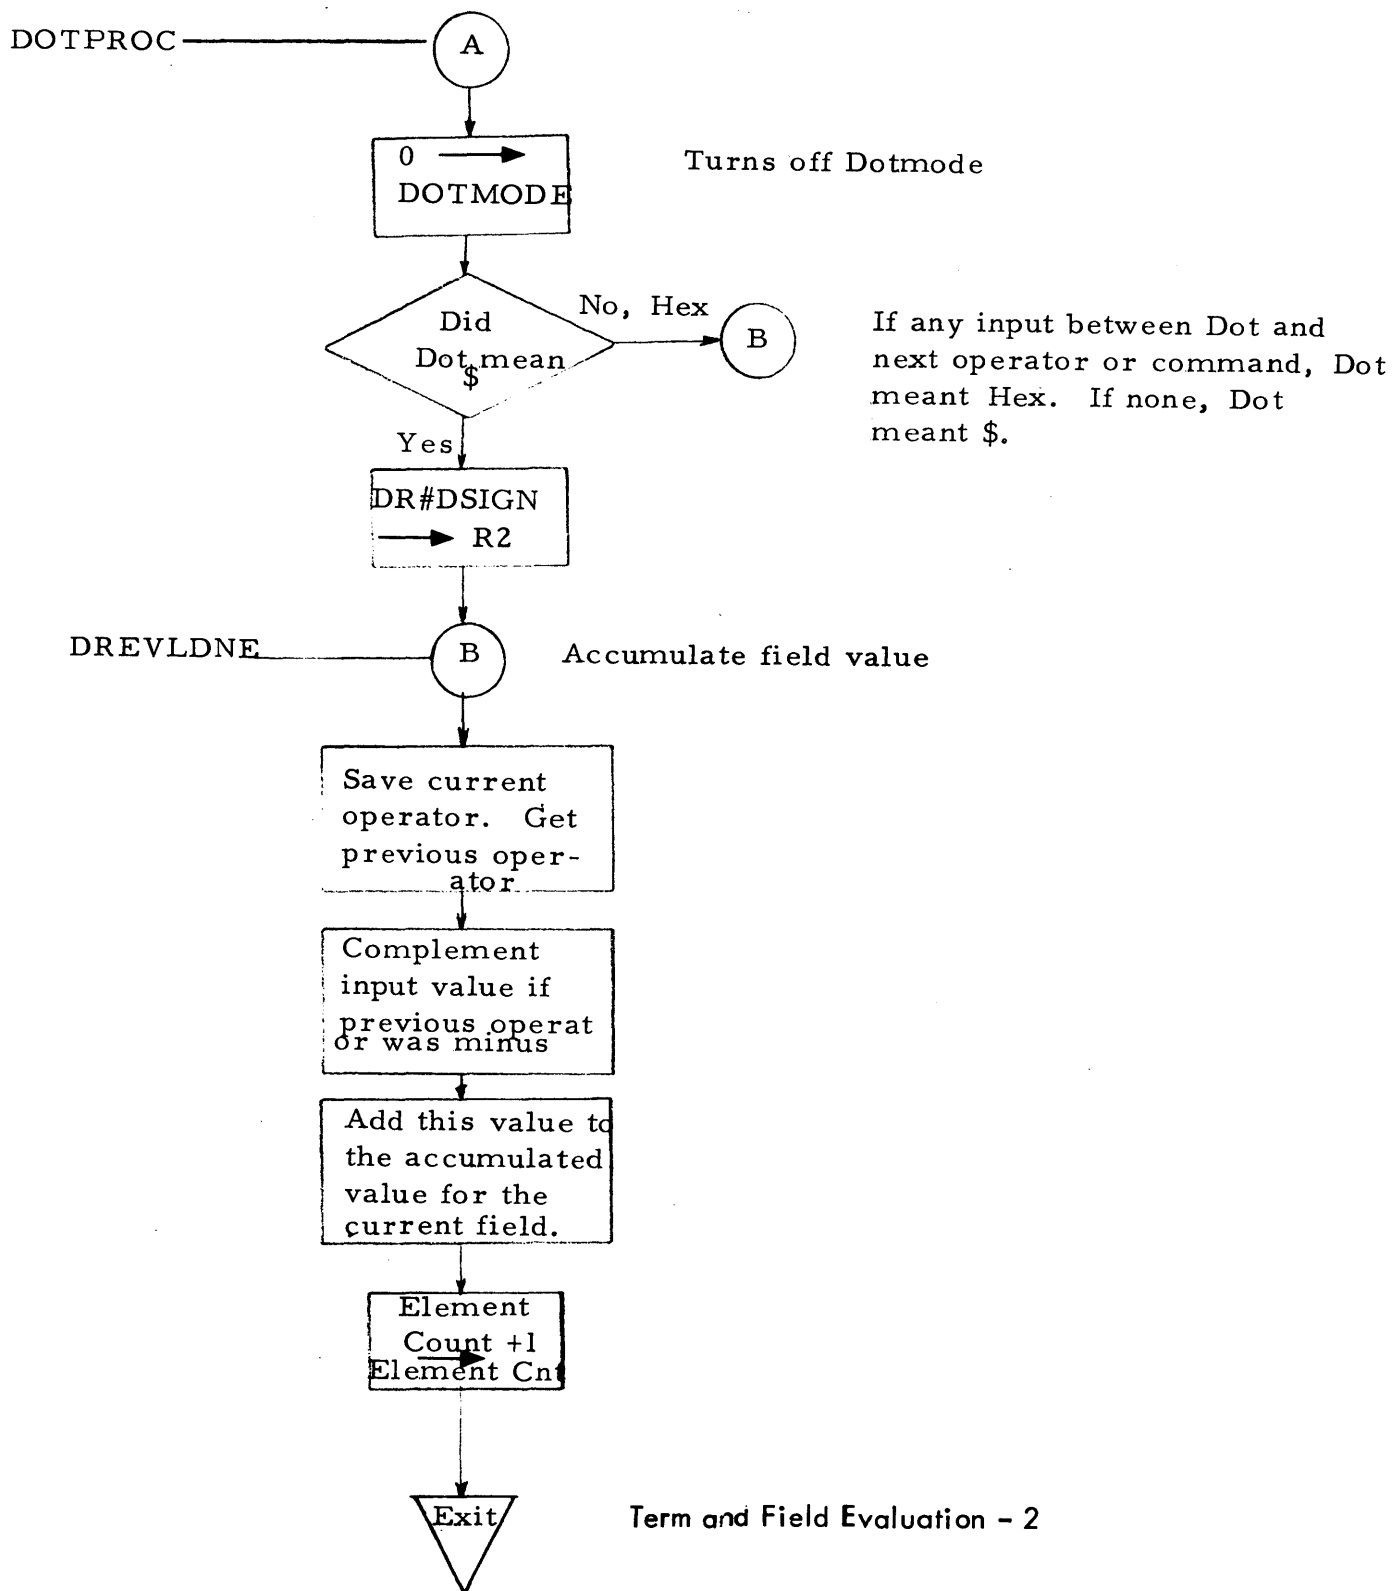 DOTPROC
A
0
DOTMODE
Turns off Dotmode
Did
Dot mean
$
No, Hex
B
If any input between Dot and
next operator or command, Dot
meant Hex. If none, Dot
meant $.
Yes
DR#DSIGN
R2
DREVLDNE
B
Accumulate field value
Save current
operator. Get
previous oper-
ator
Complement
input value if
previous operat
or was minus
Add this value to
the accumulated
value for the
current field.
Element
Count +1
Element Cnt
Exit
Term and Field Evaluation - 2